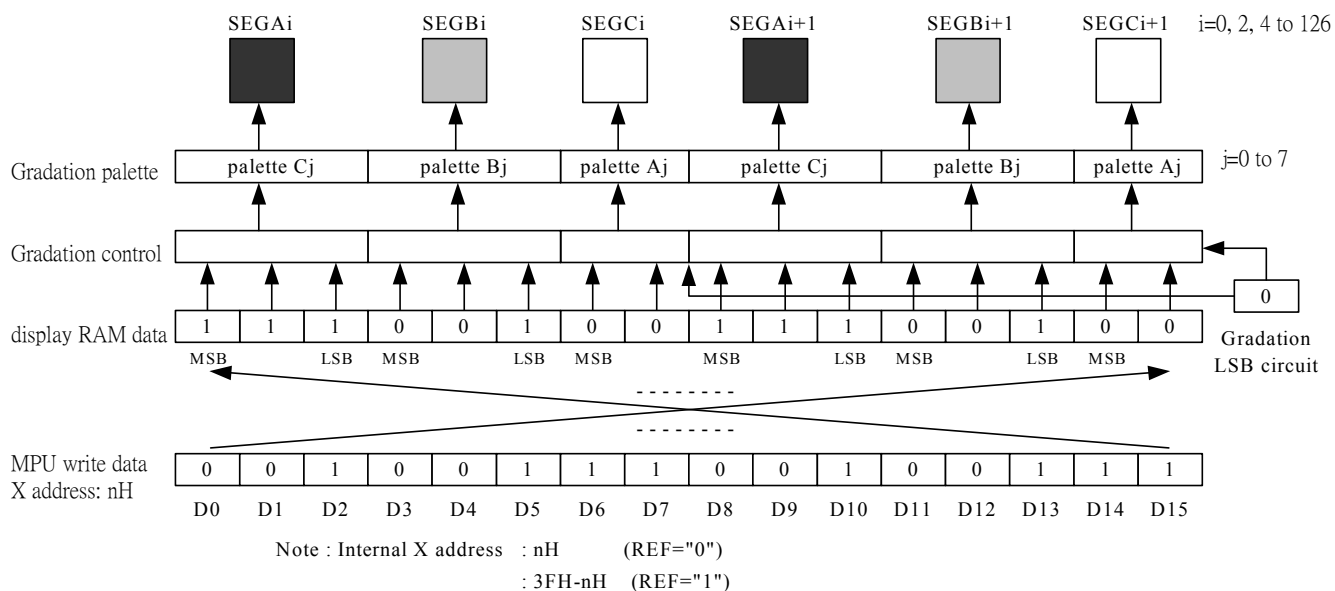 SEGAi SEGBi SEGCi SEGAi+1 SEGBi+1 SEGCi+1 i=0, 2, 4 to 126
Gradation palette palette Cj palette Bj palette Aj palette Cj palette Bj palette Aj j=0 to 7
Gradation control
0
display RAM data 1 1 1 0 0 1 0 0 1 1 1 0 0 1 0 0
MSB LSB MSB LSB MSB MSB LSB MSB LSB MSB
Gradation
LSB circuit
MPU write data
X address: nH
0 0 1 0 0 1 1 1 0 0 1 0 0 1 1 1
D0 D1 D2 D3 D4 D5 D6 D7 D8 D9 D10 D11 D12 D13 D14 D15
Note : Internal X address : nH (REF="0")
: 3FH-nH (REF="1")